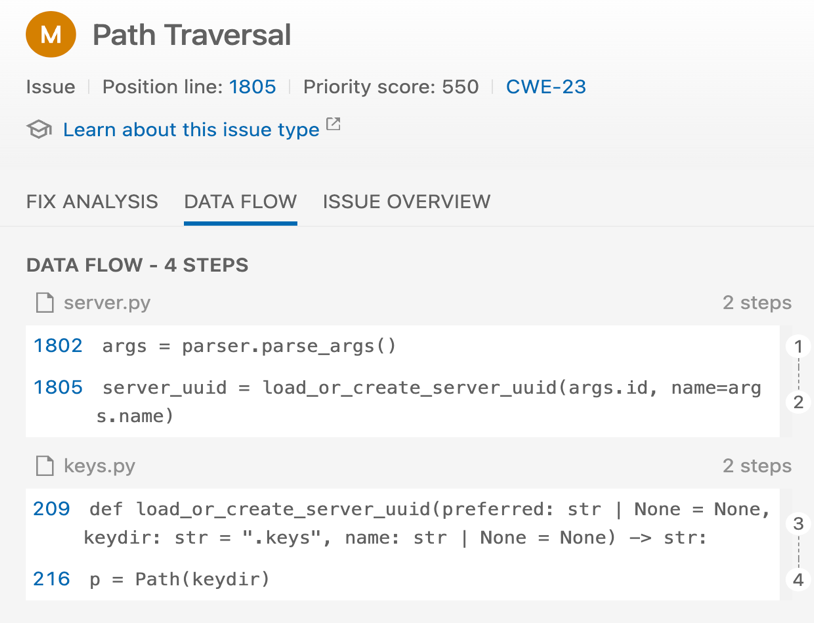 M Path Traversal
Issue Position line: 1805 Priority score: 550 CWE-23
Learn about this issue type
FIX ANALYSIS DATA FLOW ISSUE OVERVIEW
DATA FLOW - 4 STEPS
server.py 2 steps
1802 args = parser.parse_args() 1
1805 server_uuid = load_or_create_server_uuid(args.id, name=arg
s.name) 2
keys.py 2 steps
209 def load_or_create_server_uuid(preferred: str | None = None,
keydir: str = ".keys", name: str | None = None) -> str: 3
216 p = Path(keydir) 4